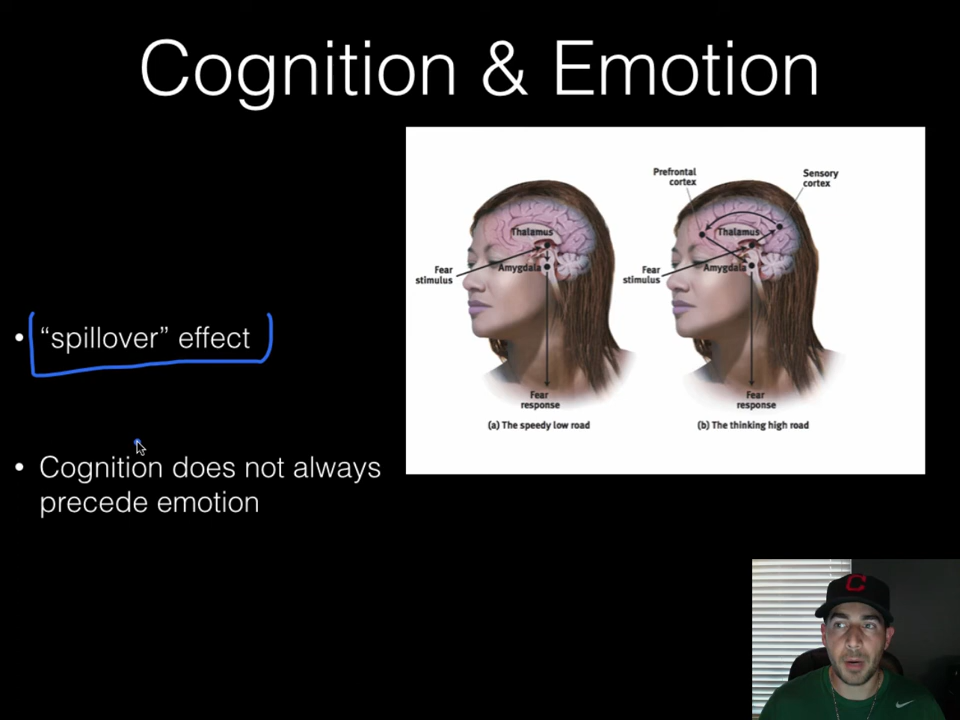 Cognition & Emotion
• “spillover” effect
• Cognition does not always
precede emotion
Fear
stimulus
Thalamus
Amygdala
Fear
response
(a) The speedy low road
Prefrontal
cortex
Sensory
cortex
Fear
stimulus
Thalamus
Amygdala
Fear
response
(b) The thinking high road
C